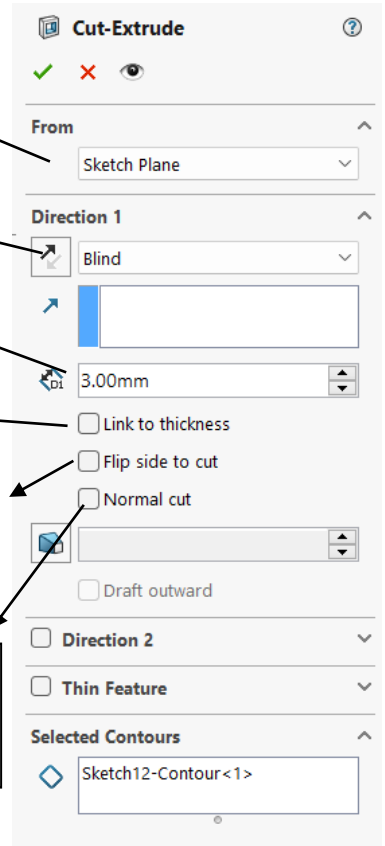 Cut-Extrude
From
Sketch Plane
Direction 1
Blind
D1 3.00mm
Link to thickness
Flip side to cut
Normal cut
Draft outward
Direction 2
Thin Feature
Selected Contours
Sketch12-Contour<1>